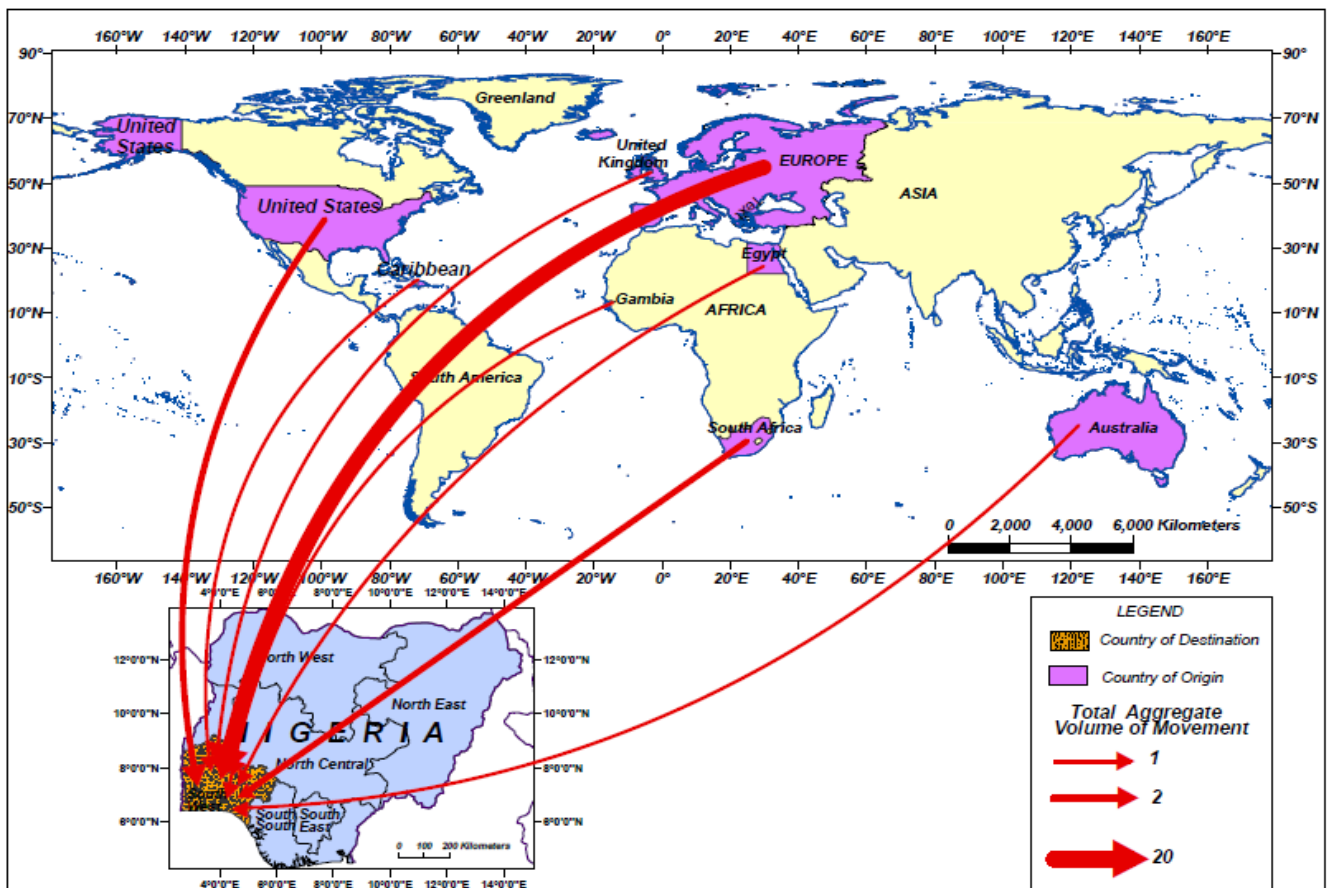 160°W 140°W 120°W 100°W 80°W 60°W 40°W 20°W 0° 20°E 40°E 60°E 80°E 100°E 120°E 140°E 160°E
90° 90°
Greenland
70°N 70°N
United
States
United
Kingdom
EUROPE
50°N 50°N
ASIA
United States
Text
30°N 30°N
Egypt
Caribbean
Gambia
AFRICA
10°N 10°N
10°S 10°S
South America
South Africa
Australia
30°S 30°S
50°S 50°S
0 2,000 4,000 6,000 Kilometers
160°W 140°W 120°W 100°W 80°W 60°W 40°W 20°W 0° 20°E 40°E 60°E 80°E 100°E 120°E 140°E 160°E
4°0'0"E 6°0'0"E 8°0'0"E 10°0'0"E 12°0'0"E 14°0'0"E
12°0'0"N 12°0'0"N
North West
North East
10°0'0"N 10°0'0"N
NIGERIA
8°0'0"N 8°0'0"N
North Central
South
West
South South
South East
6°0'0"N 6°0'0"N
0 100 200 Kilometers
4°0'0"E 6°0'0"E 8°0'0"E 10°0'0"E 12°0'0"E 14°0'0"E
LEGEND
Country of Destination
Country of Origin
Total Aggregate
Volume of Movement
1
2
20